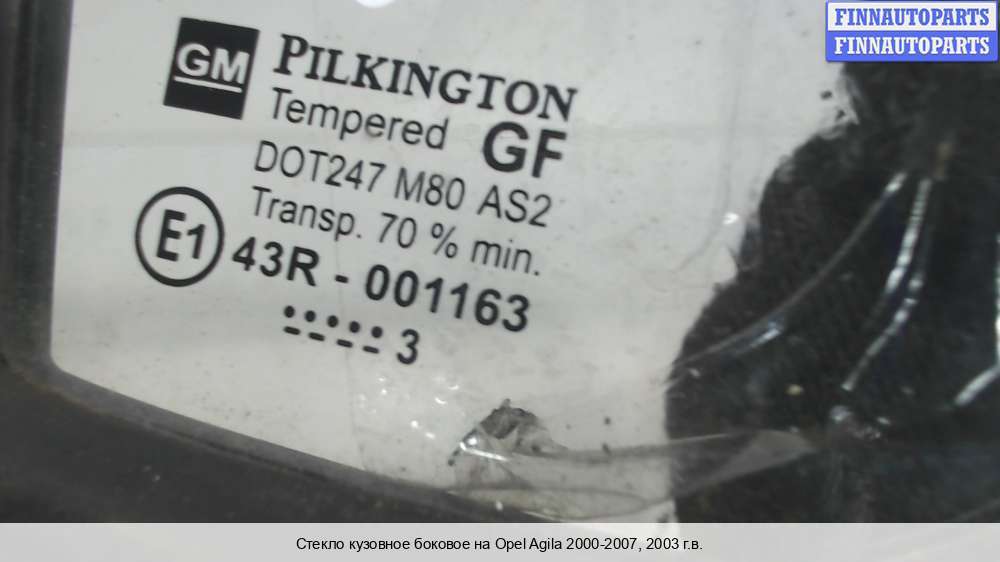 FINNAUTOPARTS
FINNAUTOPARTS
GM PILKINGTON
Tempered GF
DOT247 M80 AS2
Transp. 70 % min.
E1 43R - 001163
3
Стекло кузовное боковое на Opel Agila 2000-2007, 2003 г.в.